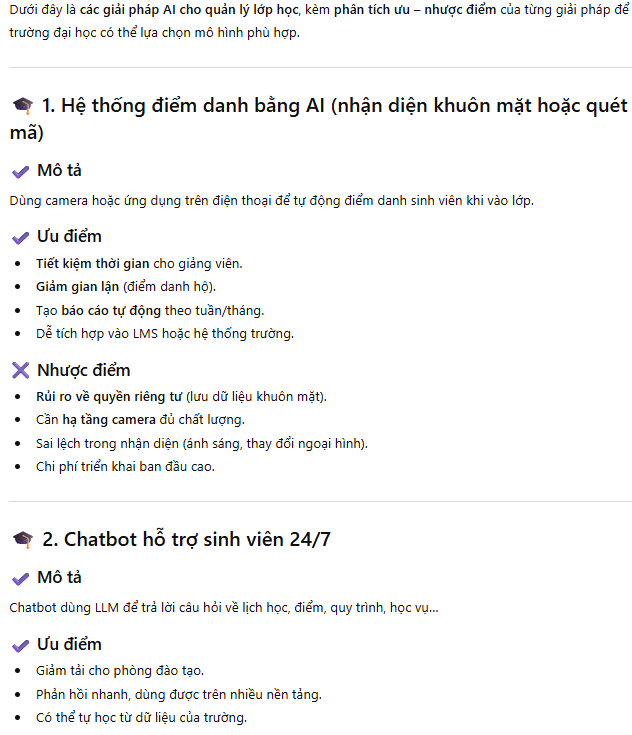 Dưới đây là các giải pháp AI cho quản lý lớp học, kèm phân tích ưu – nhược điểm của từng giải pháp để
trường đại học có thể lựa chọn mô hình phù hợp.
🎓 1. Hệ thống điểm danh bằng AI (nhận diện khuôn mặt hoặc quét
mã)
✔ Mô tả
Dùng camera hoặc ứng dụng trên điện thoại để tự động điểm danh sinh viên khi vào lớp.
✔ Ưu điểm
• Tiết kiệm thời gian cho giảng viên.
• Giảm gian lận (điểm danh hộ).
• Tạo báo cáo tự động theo tuần/tháng.
• Dễ tích hợp vào LMS hoặc hệ thống trường.
✖ Nhược điểm
• Rủi ro về quyền riêng tư (lưu dữ liệu khuôn mặt).
• Cần hạ tầng camera đủ chất lượng.
• Sai lệch trong nhận diện (ánh sáng, thay đổi ngoại hình).
• Chi phí triển khai ban đầu cao.
🎓 2. Chatbot hỗ trợ sinh viên 24/7
✔ Mô tả
Chatbot dùng LLM để trả lời câu hỏi về lịch học, điểm, quy trình, học vụ...
✔ Ưu điểm
• Giảm tải cho phòng đào tạo.
• Phản hồi nhanh, dùng được trên nhiều nền tảng.
• Có thể tự học từ dữ liệu của trường.